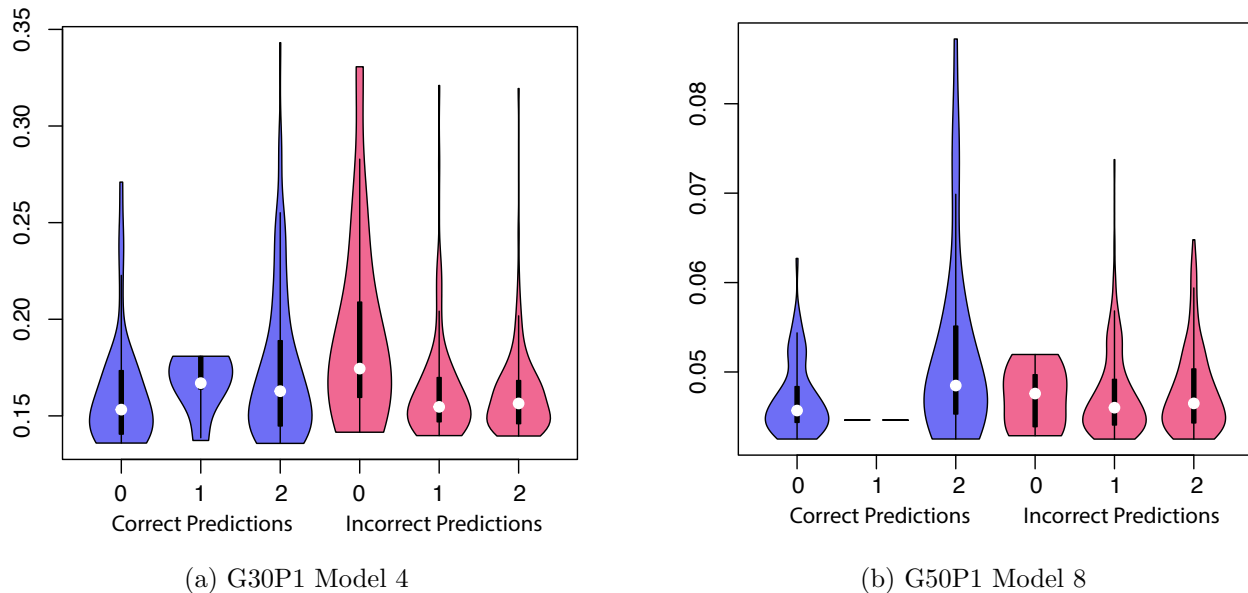 0.35
0.30
0.25
0.20
0.15
0 1 2 0 1 2
Correct Predictions Incorrect Predictions
(a) G30P1 Model 4
0.08
0.07
0.06
0.05
0 1 2 0 1 2
Correct Predictions Incorrect Predictions
(b) G50P1 Model 8